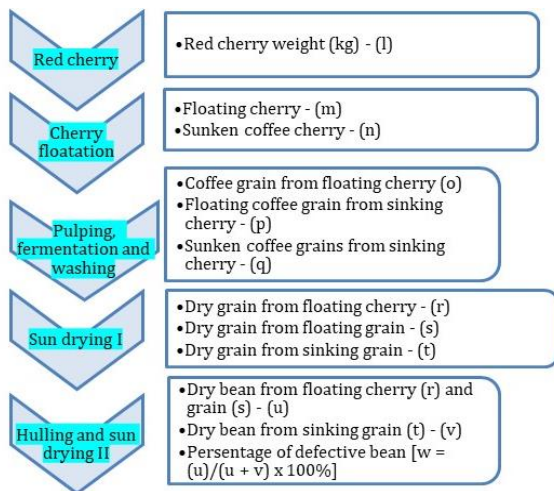 Red cherry
•Red cherry weight (kg) - (l)
Cherry
floatation
•Floating cherry - (m)
•Sunken coffee cherry - (n)
Pulping,
fermentation and
washing
•Coffee grain from floating cherry (o)
•Floating coffee grain from sinking
cherry - (p)
•Sunken coffee grains from sinking
cherry - (q)
Sun drying I
•Dry grain from floating cherry - (r)
•Dry grain from floating grain - (s)
•Dry grain from sinking grain - (t)
Hulling and sun
drying II
•Dry bean from floating cherry (r) and
grain (s) - (u)
•Dry bean from sinking grain (t) - (v)
•Persentage of defective bean [w =
(u)/(u + v) x 100%]